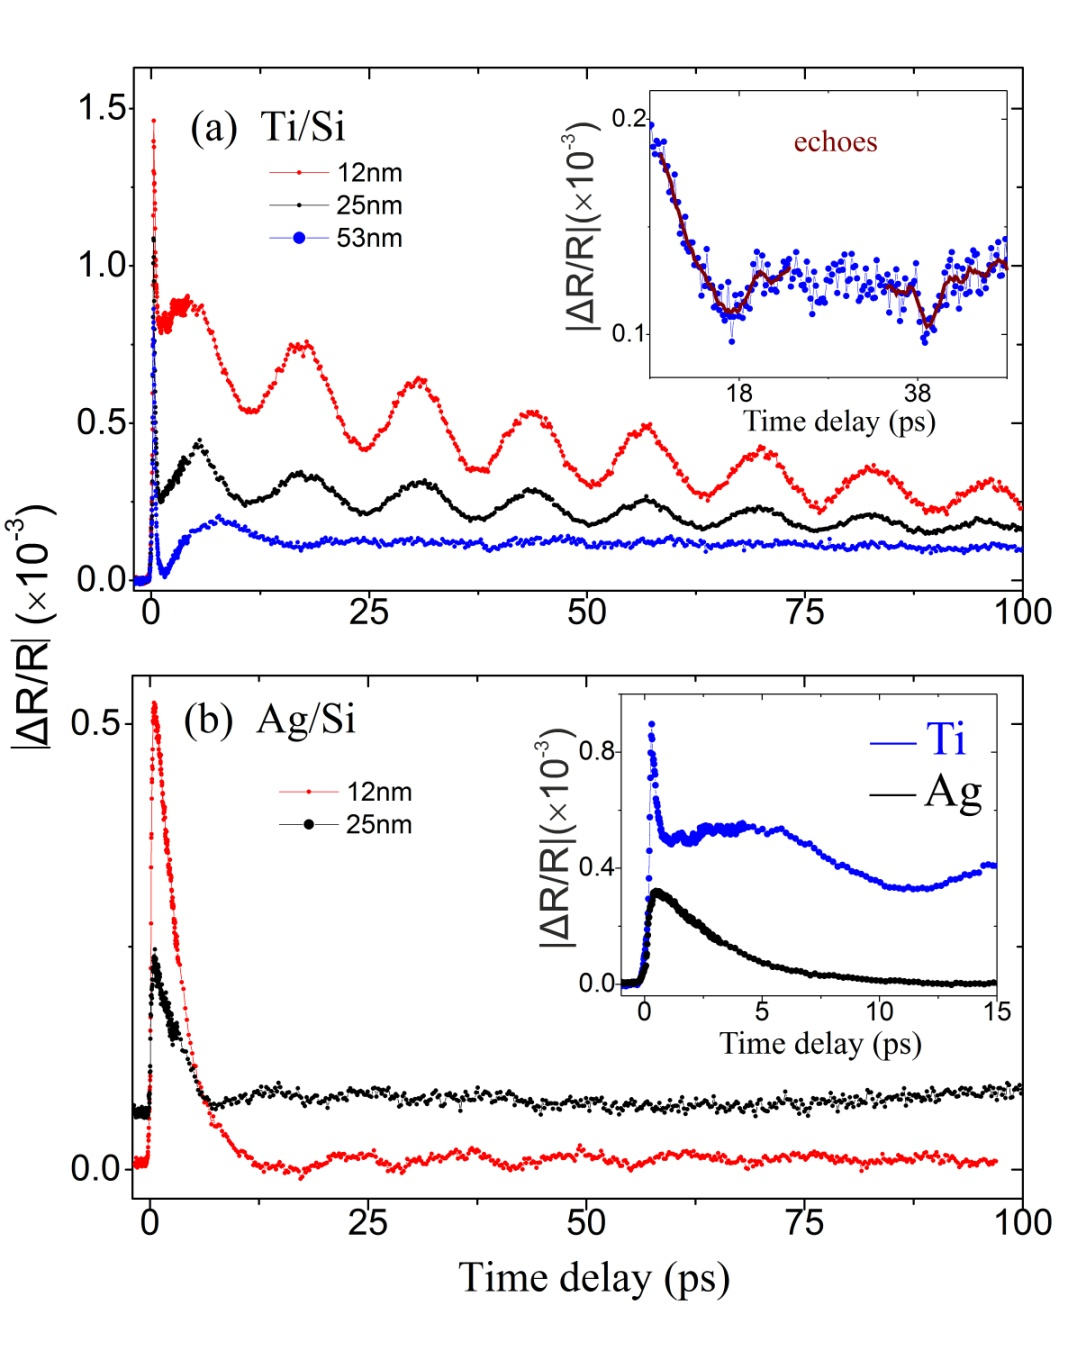 (a) Ti/Si
12nm
25nm
53nm
1.5
1.0
0.5
0.0
0 25 50 75 100
echoes
0.2
0.1
18 38
Time delay (ps)
|ΔR/R|(×10⁻³)
|ΔR/R| (×10⁻³)
(b) Ag/Si
12nm
25nm
0.5
0.0
0 25 50 75 100
Ti
Ag
0.8
0.4
0.0
0 5 10 15
Time delay (ps)
|ΔR/R|(×10⁻³)
Time delay (ps)